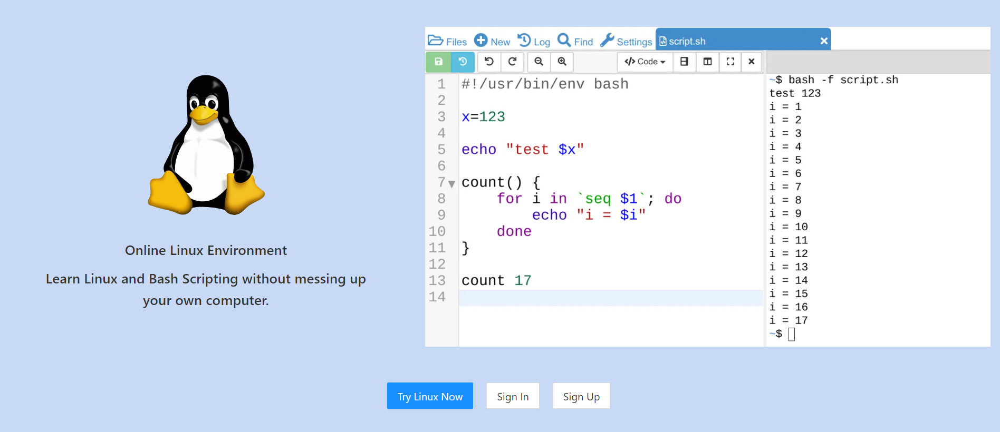 Online Linux Environment
Learn Linux and Bash Scripting without messing up
your own computer.
Files New Log Find Settings script.sh
Code
1 #!/usr/bin/env bash
2
3 x=123
4
5 echo "test $x"
6
7 count() {
8     for i in `seq $1`; do
9         echo "i = $i"
10     done
11 }
12
13 count 17
14
~$ bash -f script.sh
test 123
i = 1
i = 2
i = 3
i = 4
i = 5
i = 6
i = 7
i = 8
i = 9
i = 10
i = 11
i = 12
i = 13
i = 14
i = 15
i = 16
i = 17
~$
Try Linux Now
Sign In
Sign Up